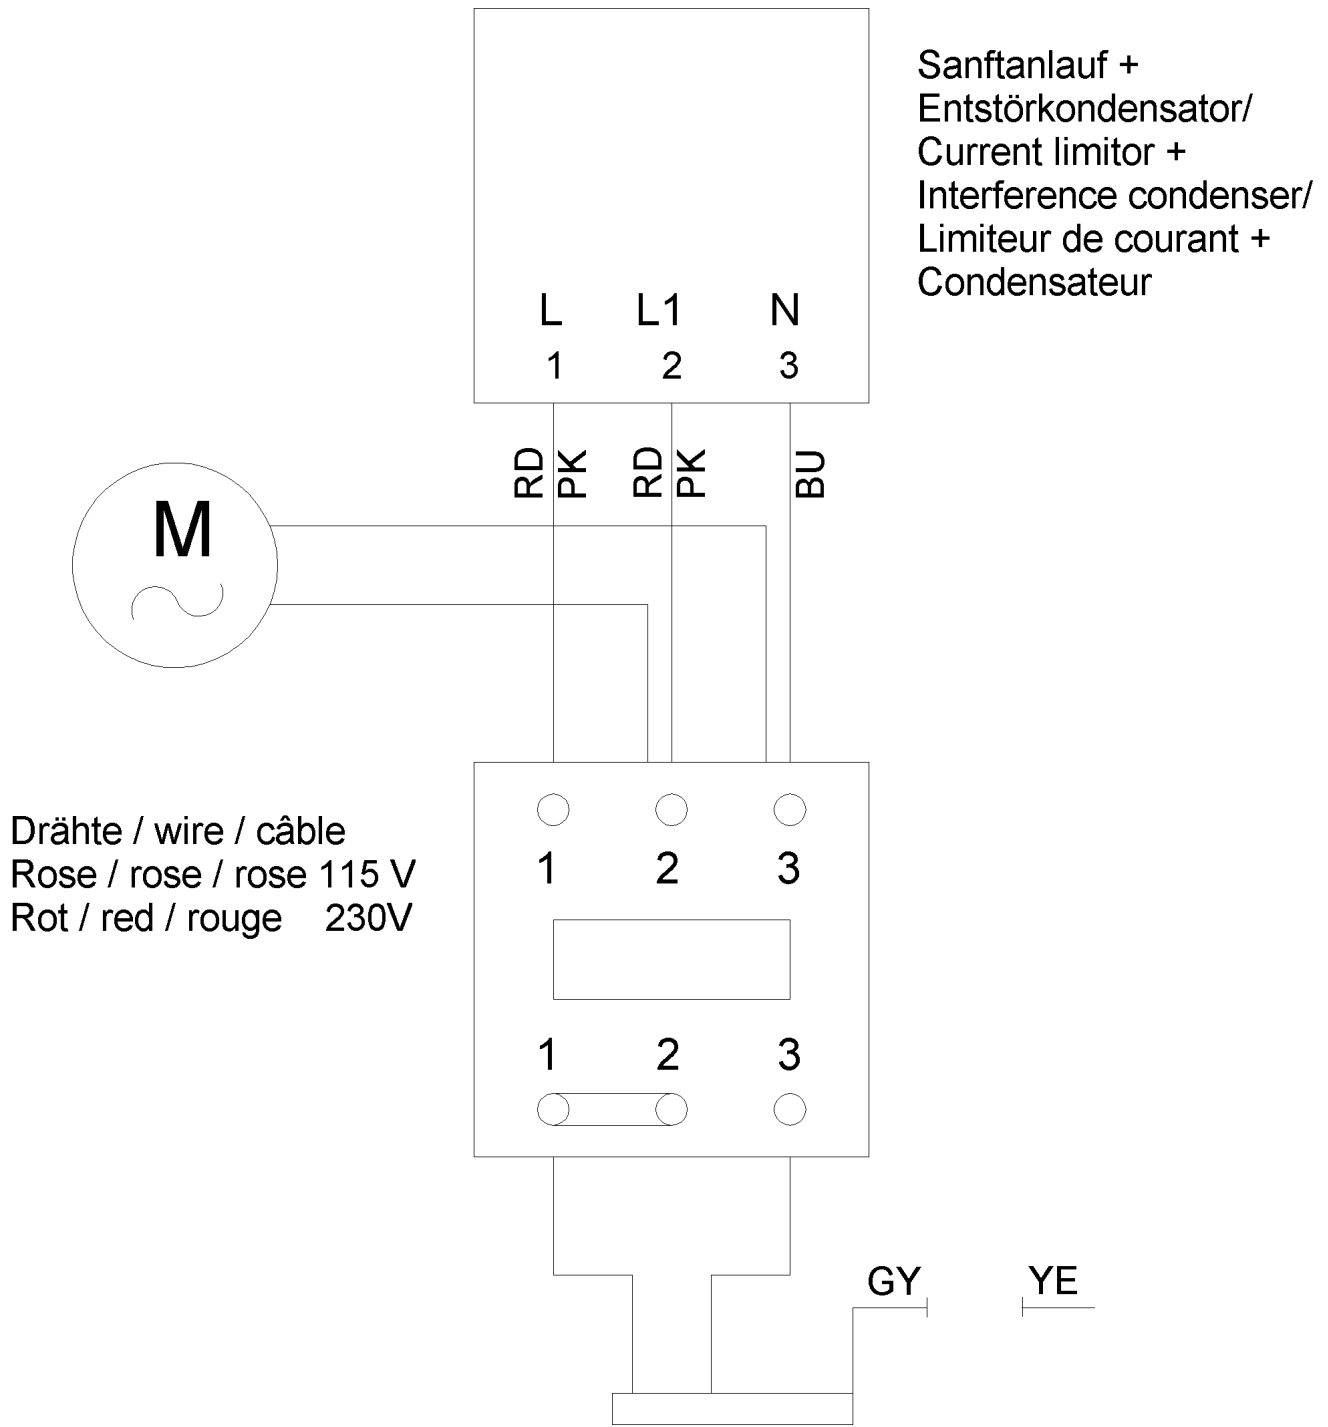 Sanftanlauf +
Entstörkondensator/
Current limitor +
Interference condenser/
Limiteur de courant +
Condensateur
L L1 N
1 2 3
RD PK RD PK BU
M
Drähte / wire / câble
Rose / rose / rose 115 V
Rot / red / rouge 230V
1 2 3
1 2 3
GY YE